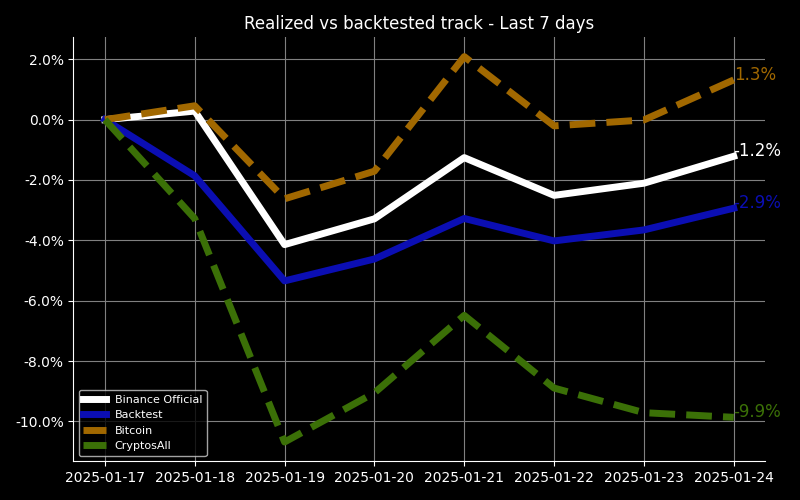 Realized vs backtested track - Last 7 days
2.0%
0.0%
-2.0%
-4.0%
-6.0%
-8.0%
-10.0%
1.3%
-1.2%
-2.9%
-9.9%
Binance Official
Backtest
Bitcoin
CryptosAll
2025-01-17 2025-01-18 2025-01-19 2025-01-20 2025-01-21 2025-01-22 2025-01-23 2025-01-24